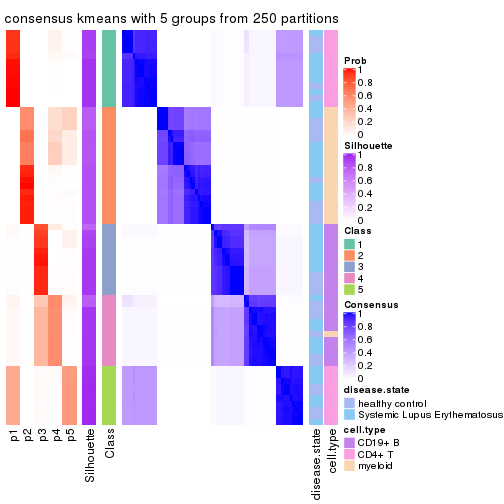 consensus kmeans with 5 groups from 250 partitions
Prob
1
0.8
0.6
0.4
0.2
0
Silhouette
1
0.8
0.6
0.4
0.2
0
Class
1
2
3
4
5
Consensus
1
0.8
0.6
0.4
0.2
0
disease.state
healthy control
Systemic Lupus Erythematosus
cell.type
CD19+ B
CD4+ T
myeloid
p1
p2
p3
p4
p5
Silhouette
Class
disease.state
cell.type